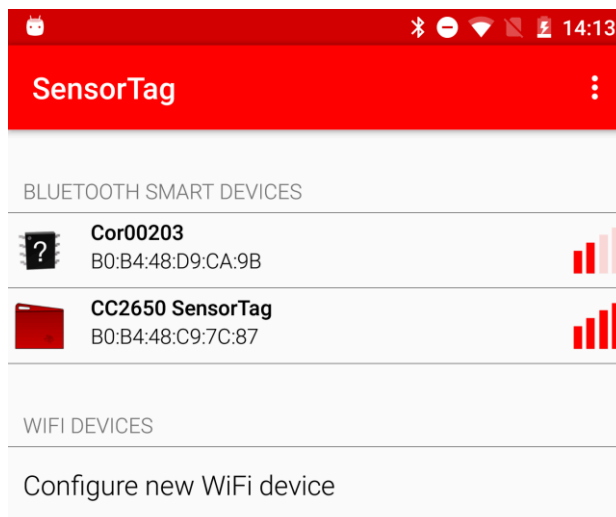 14:13
SensorTag
BLUETOOTH SMART DEVICES
?
Cor00203
B0:B4:48:D9:CA:9B
CC2650 SensorTag
B0:B4:48:C9:7C:87
WIFI DEVICES
Configure new WiFi device